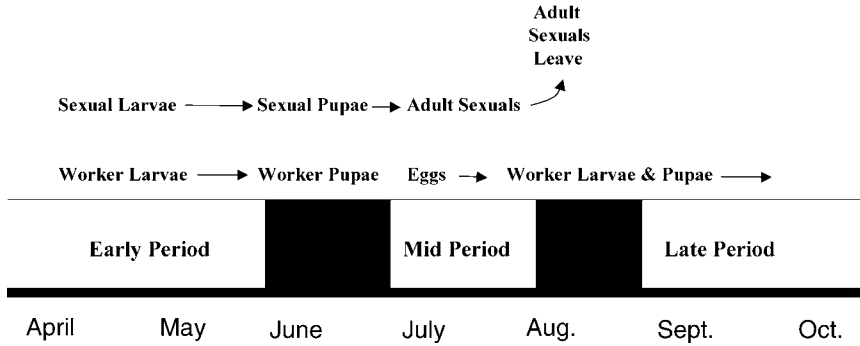 Adult
Sexuals
Leave
Sexual Larvae Sexual Pupae Adult Sexuals
Worker Larvae Worker Pupae Eggs Worker Larvae & Pupae
Early Period Mid Period Late Period
April May June July Aug. Sept. Oct.